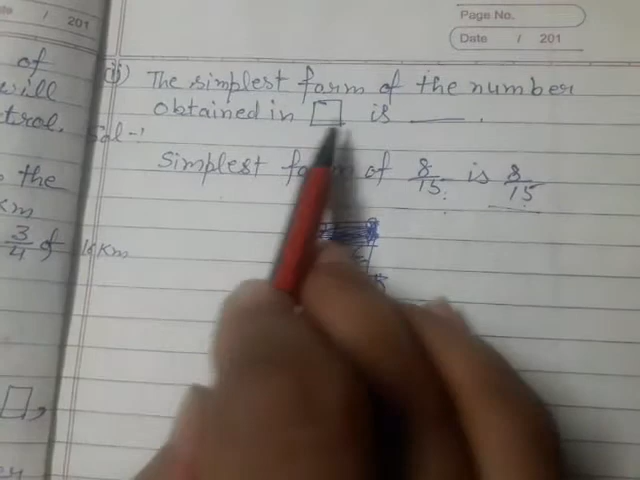 / 201
Page No.
Date / 201
of
will
trol.
the
km
3/4 of 16 Km
(ii) The simplest form of the number
obtained in □ is ____ .
Sol -:
Simplest form of 8/15 is 8/15
□,